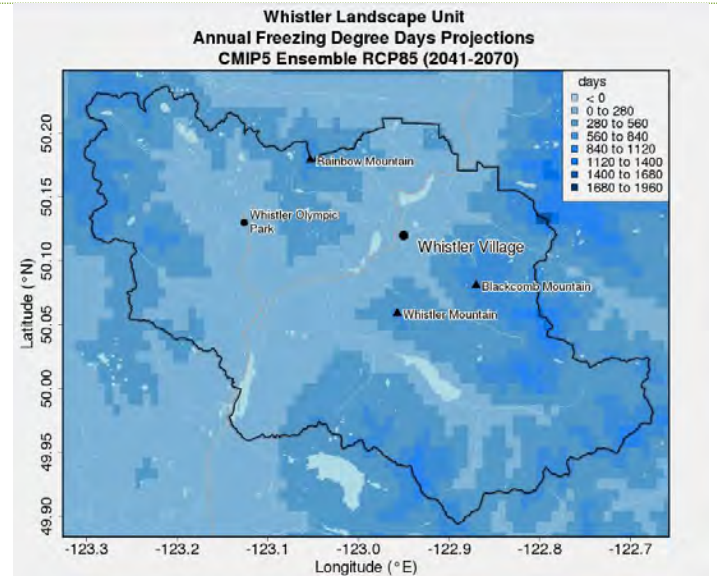 Whistler Landscape Unit
Annual Freezing Degree Days Projections
CMIP5 Ensemble RCP85 (2041-2070)
days
< 0
0 to 280
280 to 560
560 to 840
840 to 1120
1120 to 1400
1400 to 1680
1680 to 1960
Rainbow Mountain
Whistler Olympic
Park
Whistler Village
Blackcomb Mountain
Whistler Mountain
Latitude (°N)
50.20
50.15
50.10
50.05
50.00
49.95
49.90
-123.3 -123.2 -123.1 -123.0 -122.9 -122.8 -122.7
Longitude (°E)